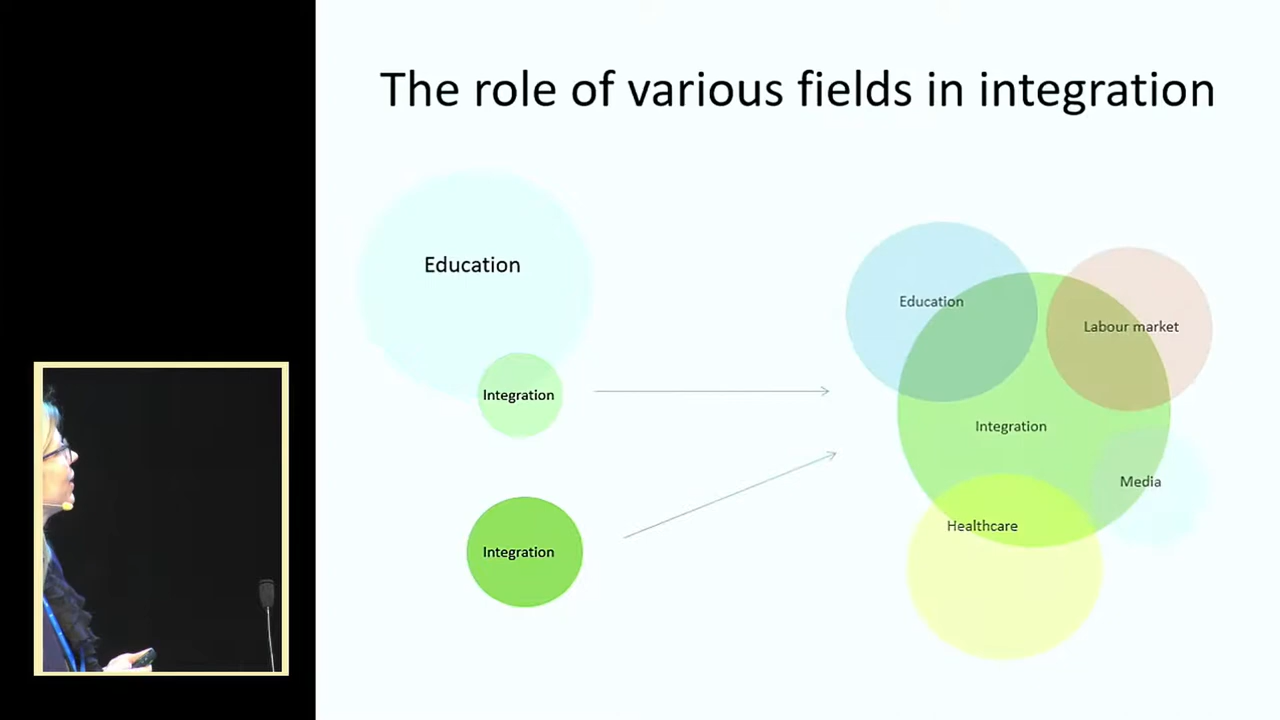 The role of various fields in integration
Education
Integration
Integration
Education
Labour market
Integration
Media
Healthcare